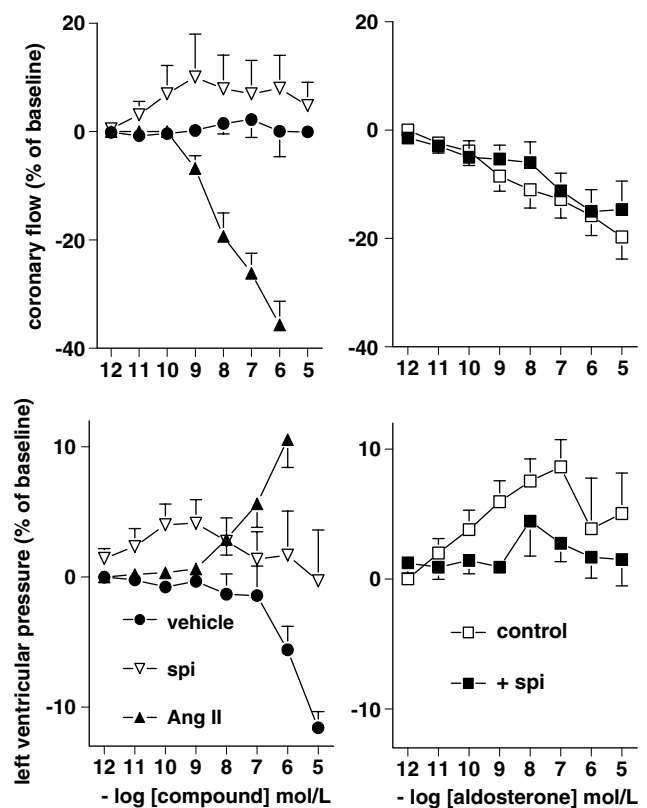 coronary flow (% of baseline)
20
0
-20
-40
12 11 10 9 8 7 6 5
20
0
-20
-40
12 11 10 9 8 7 6 5
left ventricular pressure (% of baseline)
10
0
-10
vehicle
spi
Ang II
12 11 10 9 8 7 6 5
- log [compound] mol/L
10
0
-10
control
+ spi
12 11 10 9 8 7 6 5
- log [aldosterone] mol/L